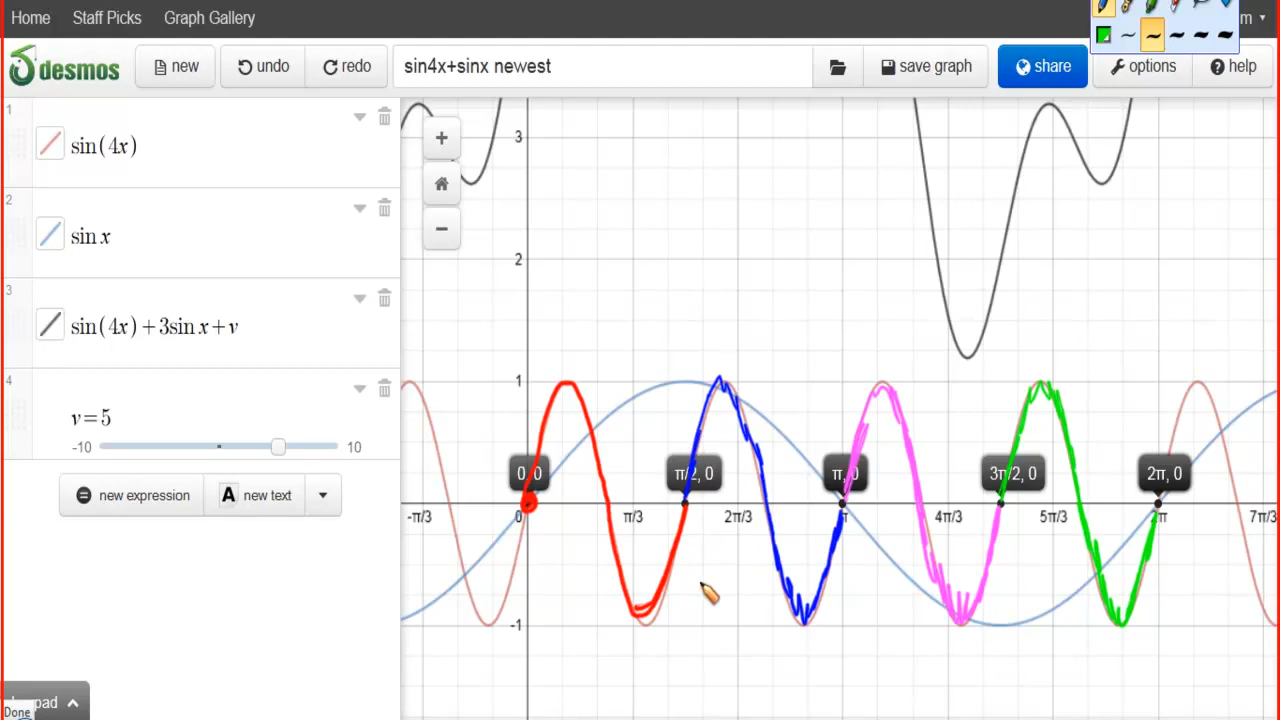 Home Staff Picks Graph Gallery m
desmos new undo redo sin4x+sinx newest save graph share options help
1
sin(4x)
2
sin x
3
sin(4x)+3sin x+v
4
v=5
-10 10
new expression A new text
pad
Done
3
2
1
-1
0, 0 π/2, 0 π, 0 3π/2, 0 2π, 0
-π/3 0 π/3 2π/3 π 4π/3 5π/3 2π 7π/3